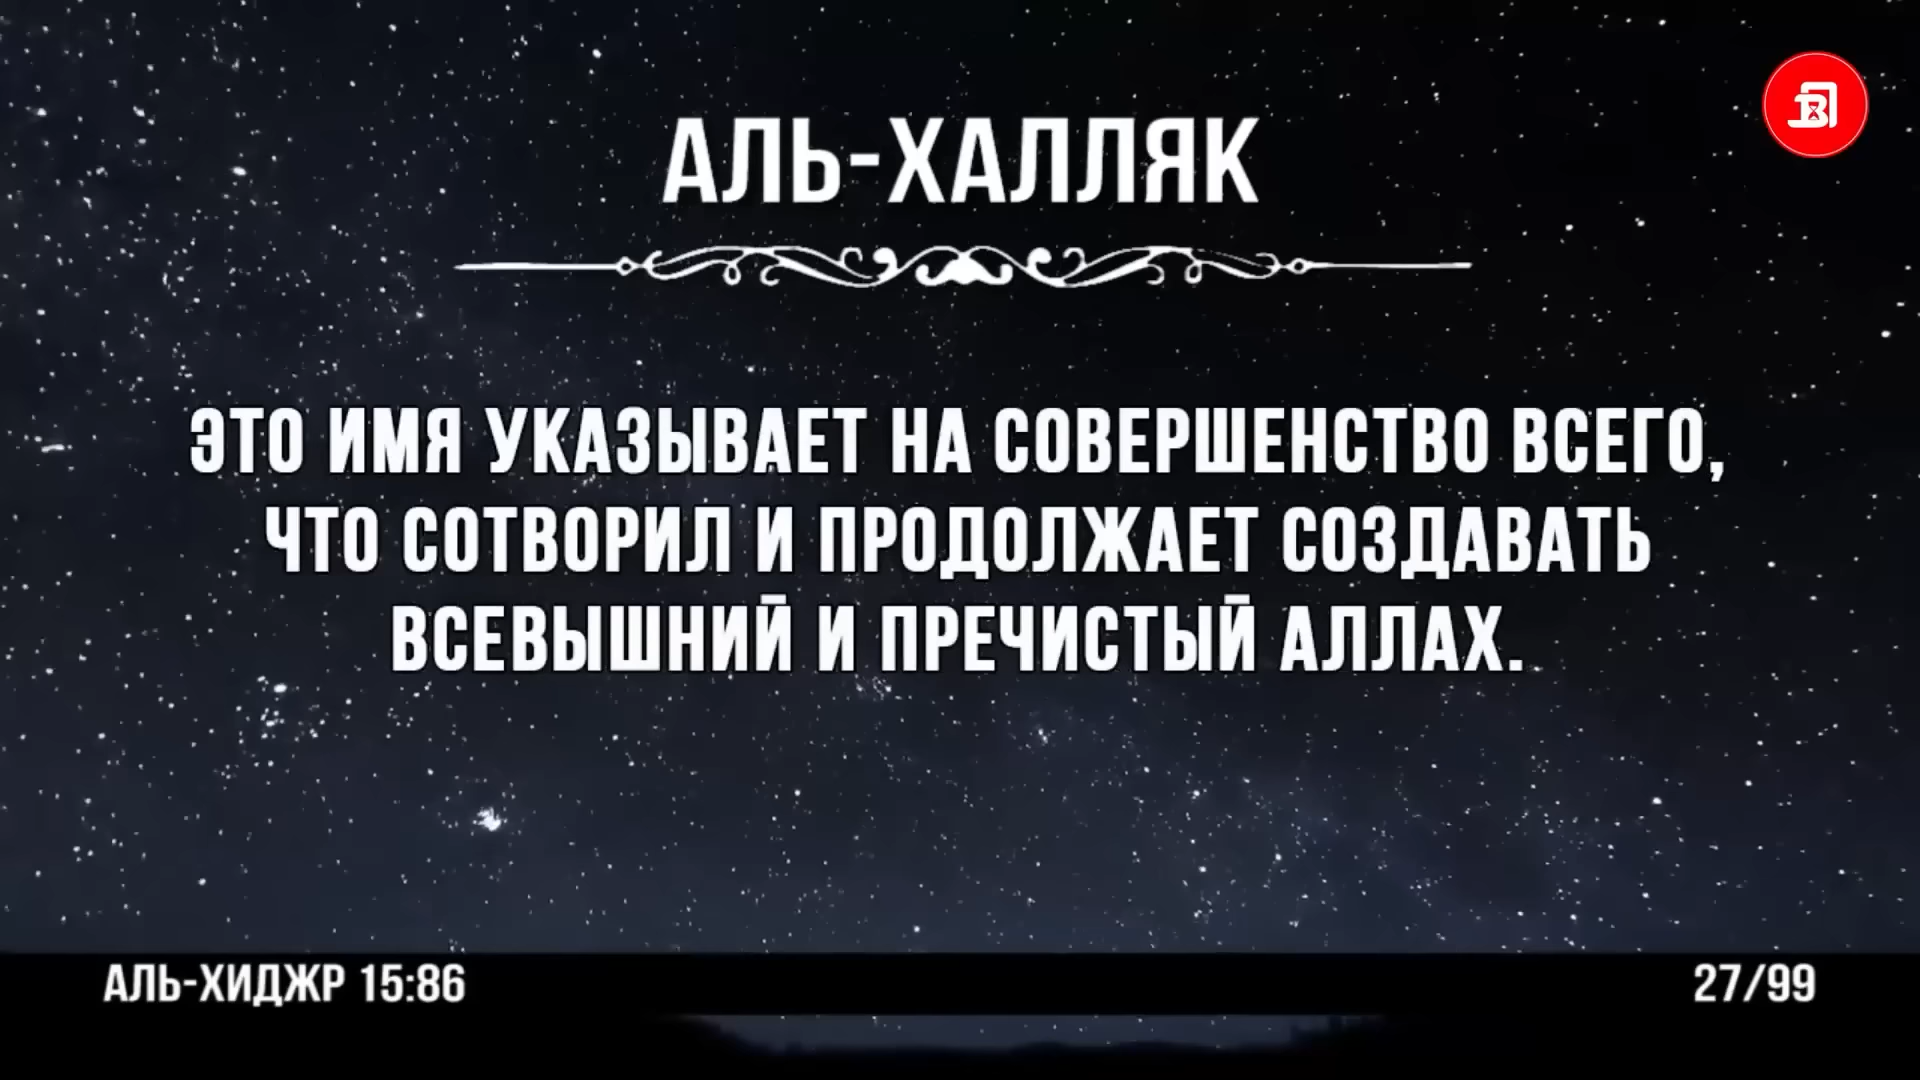 АЛЬ-ХАЛЛЯК
ЭТО ИМЯ УКАЗЫВАЕТ НА СОВЕРШЕНСТВО ВСЕГО,
ЧТО СОТВОРИЛ И ПРОДОЛЖАЕТ СОЗДАВАТЬ
ВСЕВЫШНИЙ И ПРЕЧИСТЫЙ АЛЛАХ.
АЛЬ-ХИДЖР 15:86
27/99